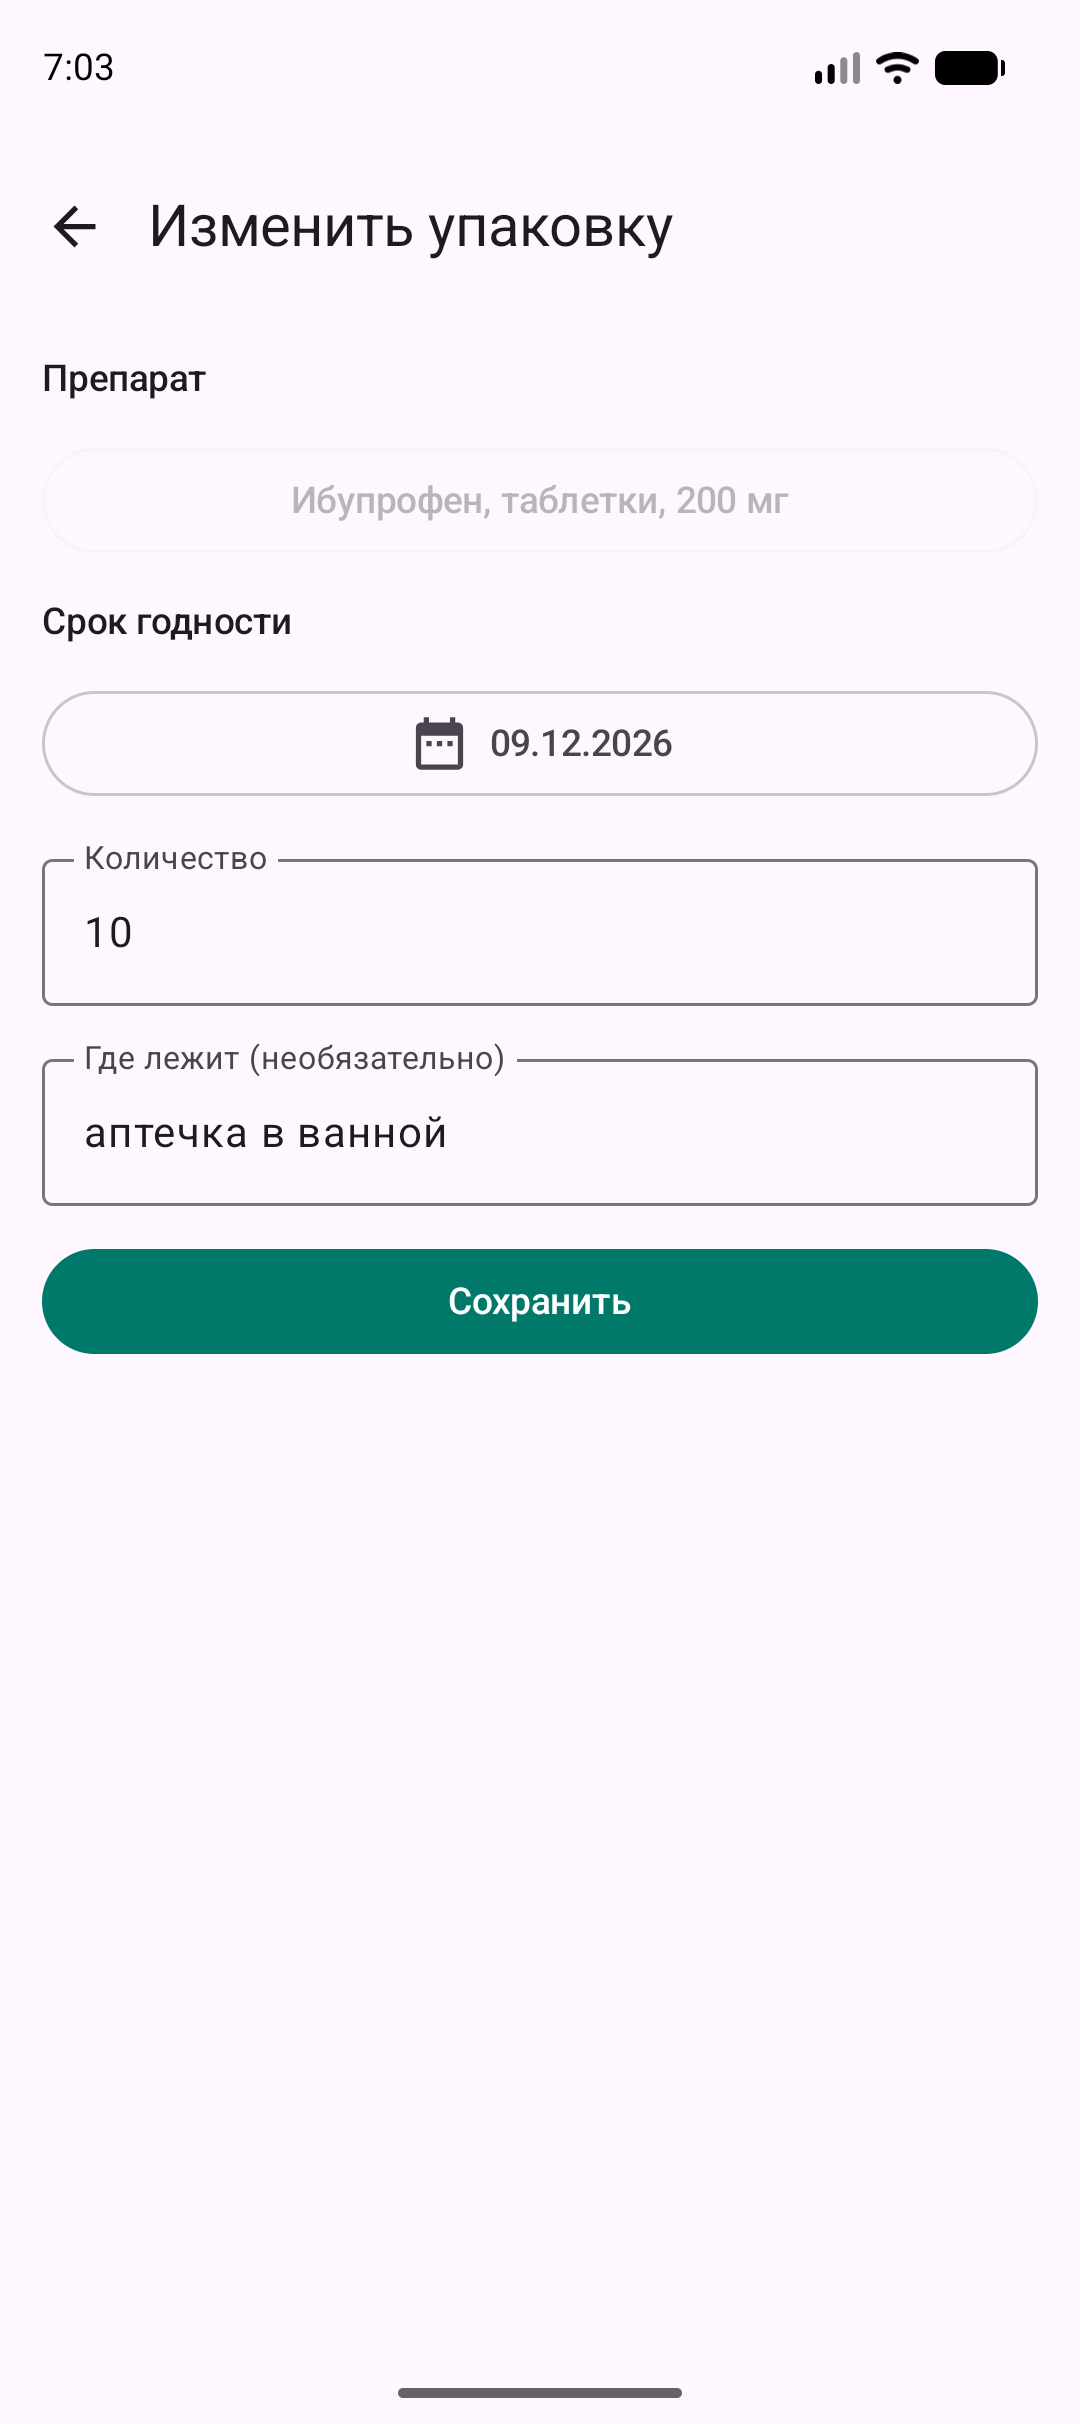 7:03
Изменить упаковку
Препарат
Ибупрофен, таблетки, 200 мг
Срок годности
09.12.2026
Количество
10
Где лежит (необязательно)
аптечка в ванной
Сохранить